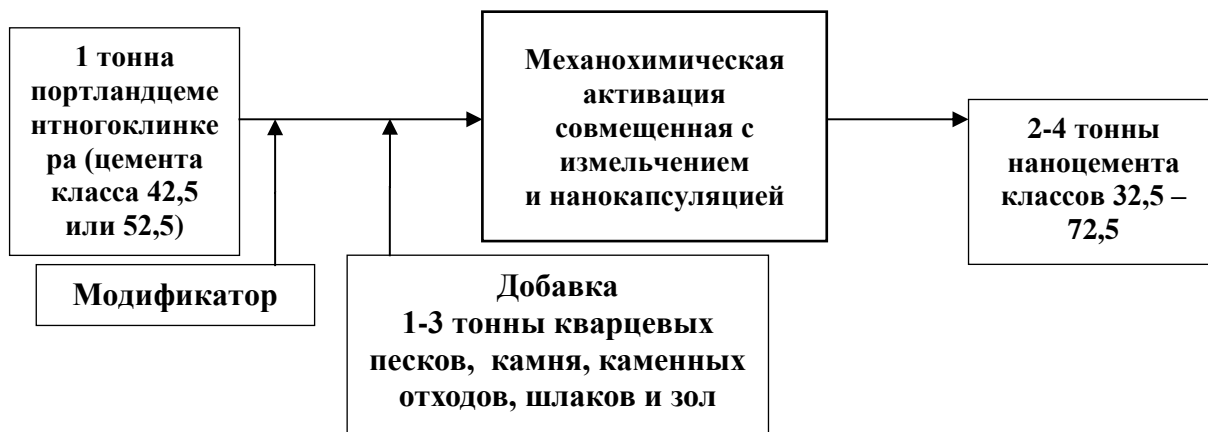 1 тонна
портландцеме
нтногоклинке
ра (цемента
класса 42,5
или 52,5)
Модификатор
Добавка
1-3 тонны кварцевых
песков, камня, каменных
отходов, шлаков и зол
Механохимическая
активация
совмещенная с
измельчением
и нанокапсуляцией
2-4 тонны
наноцемента
классов 32,5 –
72,5